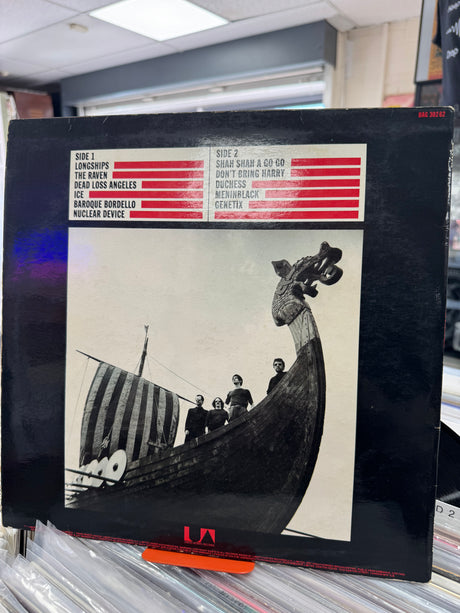 UAG 30262
SIDE 1
LONGSHIPS
THE RAVEN
DEAD LOSS ANGELES
ICE
BAROQUE BORDELLO
NUCLEAR DEVICE
SIDE 2
SHAH SHAH A GO GO
DON'T BRING HARRY
DUCHESS
MENINBLACK
GENETIX
UA
D 2